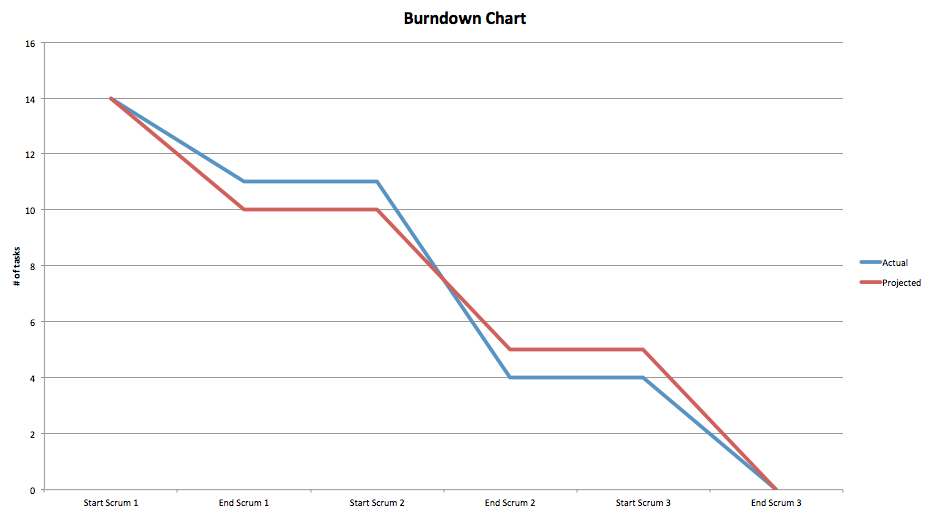 Burndown Chart
16
14
12
10
8
6
4
2
0
# of tasks
Start Scrum 1
End Scrum 1
Start Scrum 2
End Scrum 2
Start Scrum 3
End Scrum 3
Actual
Projected